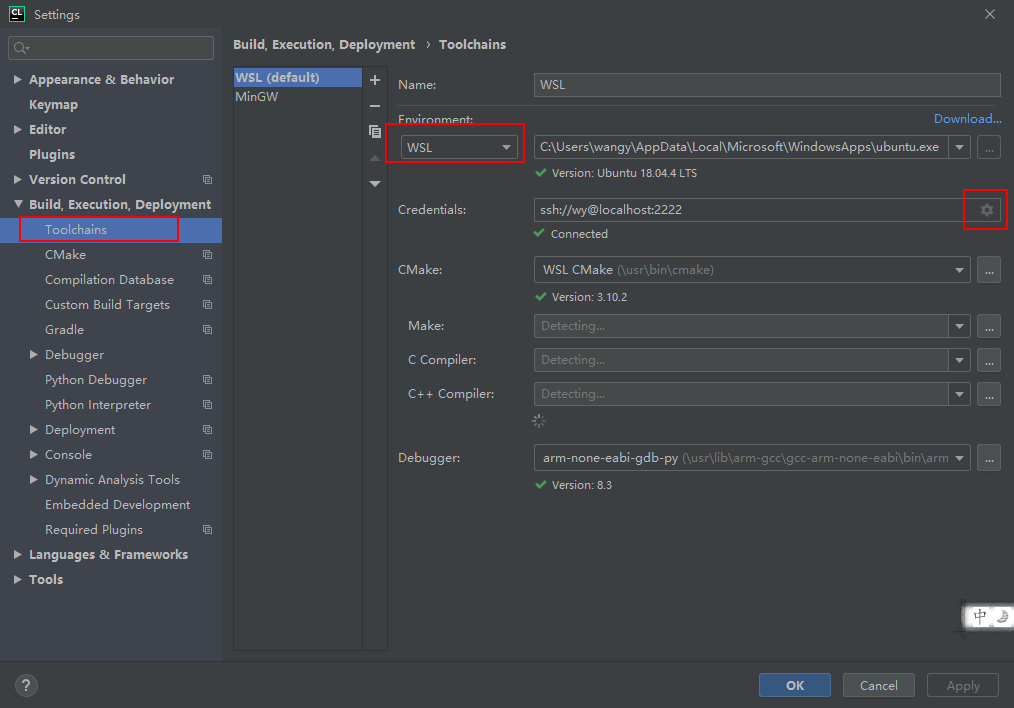 CL Settings
Build, Execution, Deployment › Toolchains
Appearance & Behavior
Keymap
Editor
Plugins
Version Control
Build, Execution, Deployment
Toolchains
CMake
Compilation Database
Custom Build Targets
Gradle
Debugger
Python Debugger
Python Interpreter
Deployment
Console
Dynamic Analysis Tools
Embedded Development
Required Plugins
Languages & Frameworks
Tools
WSL (default)
MinGW
Name: WSL
Environment: Download...
WSL C:\Users\wangy\AppData\Local\Microsoft\WindowsApps\ubuntu.exe ...
Version: Ubuntu 18.04.4 LTS
Credentials: ssh://wy@localhost:2222
Connected
CMake: WSL CMake (\usr\bin\cmake) ...
Version: 3.10.2
Make: Detecting... ...
C Compiler: Detecting... ...
C++ Compiler: Detecting... ...
Debugger: arm-none-eabi-gdb-py (\usr\lib\arm-gcc\gcc-arm-none-eabi\bin\arm ...
Version: 8.3
中
? OK Cancel Apply